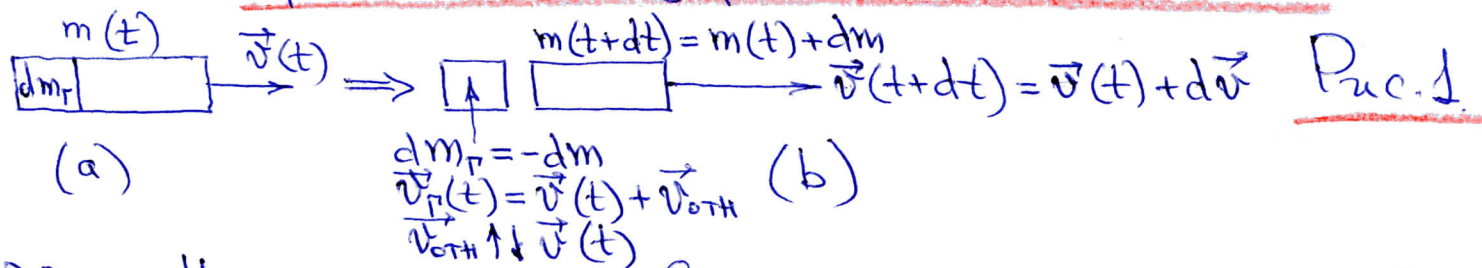 m(t)
dm_г
v⃗(t)
⇒
m(t+dt) = m(t) + dm
v⃗(t+dt) = v⃗(t) + dv⃗
Рис. 1.
(a)
dm_г = -dm
v⃗_г(t) = v⃗(t) + v⃗_отн
v⃗_отн ↑↓ v⃗(t)
(b)